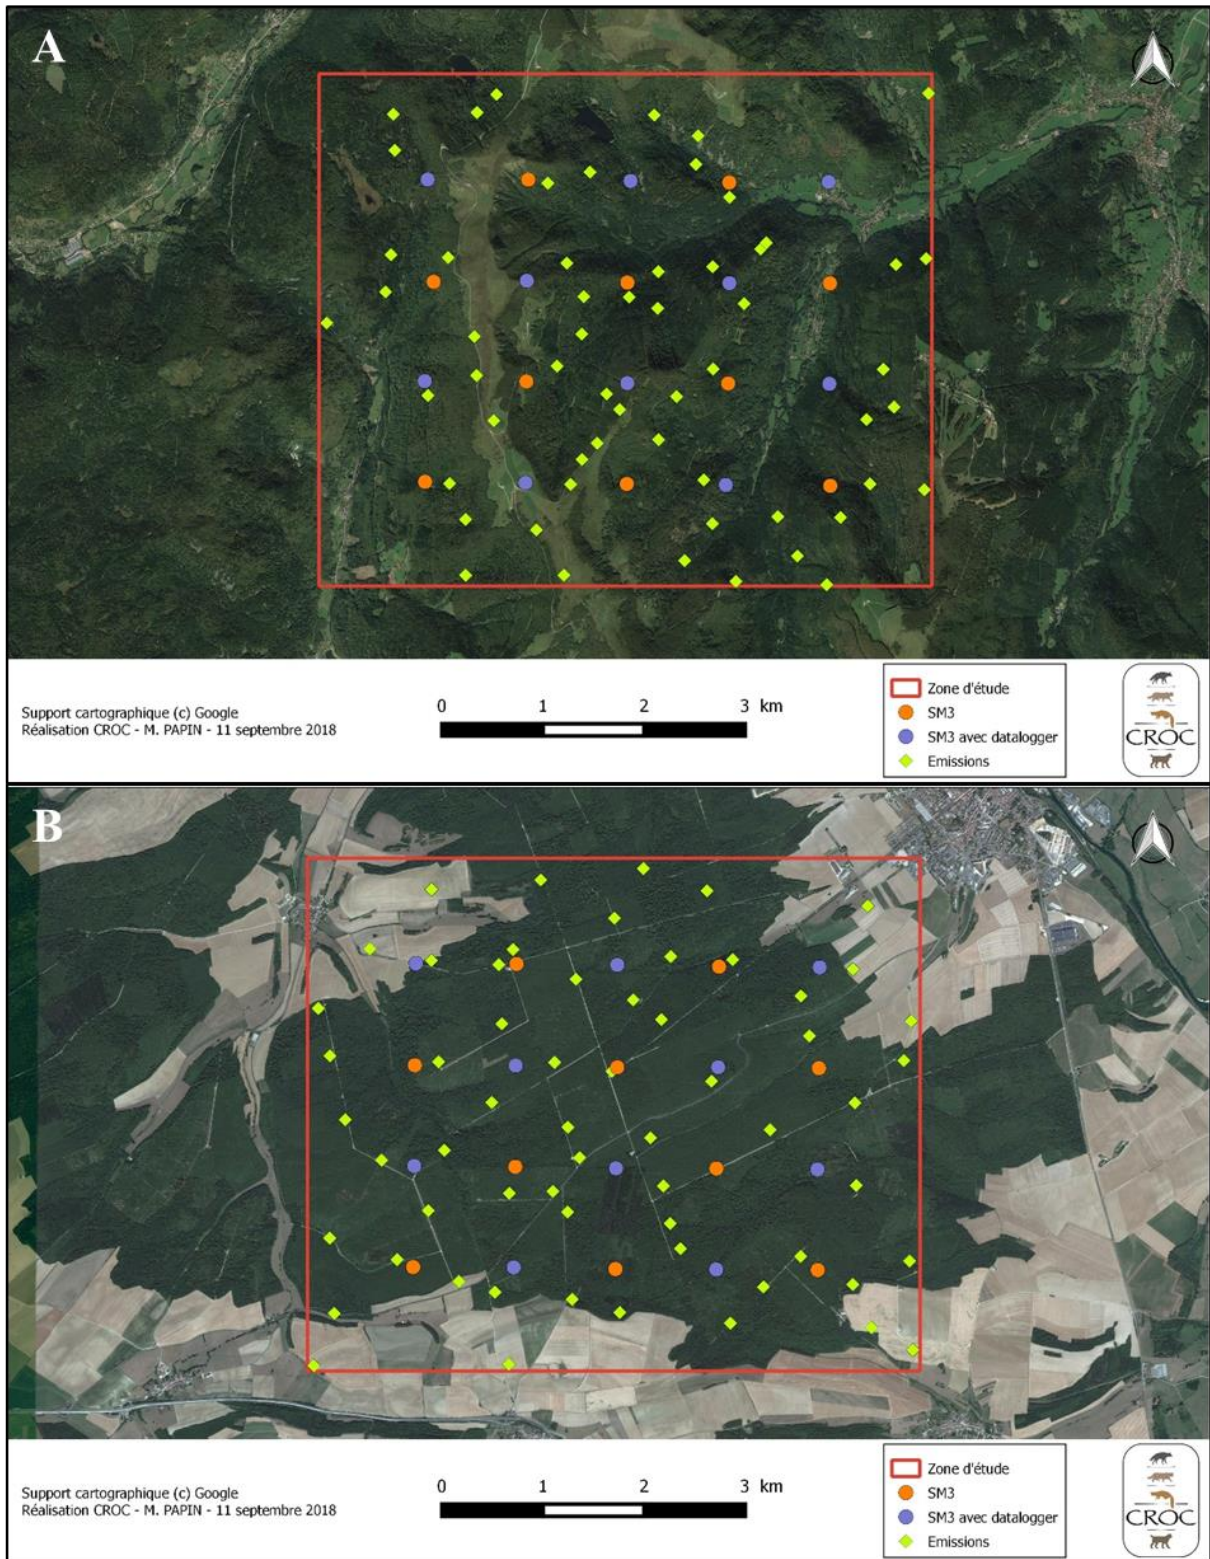 A
Support cartographique (c) Google
Réalisation CROC - M. PAPIN - 11 septembre 2018
0 1 2 3 km
Zone d'étude
SM3
SM3 avec datalogger
Emissions
CROC
B
Support cartographique (c) Google
Réalisation CROC - M. PAPIN - 11 septembre 2018
0 1 2 3 km
Zone d'étude
SM3
SM3 avec datalogger
Emissions
CROC